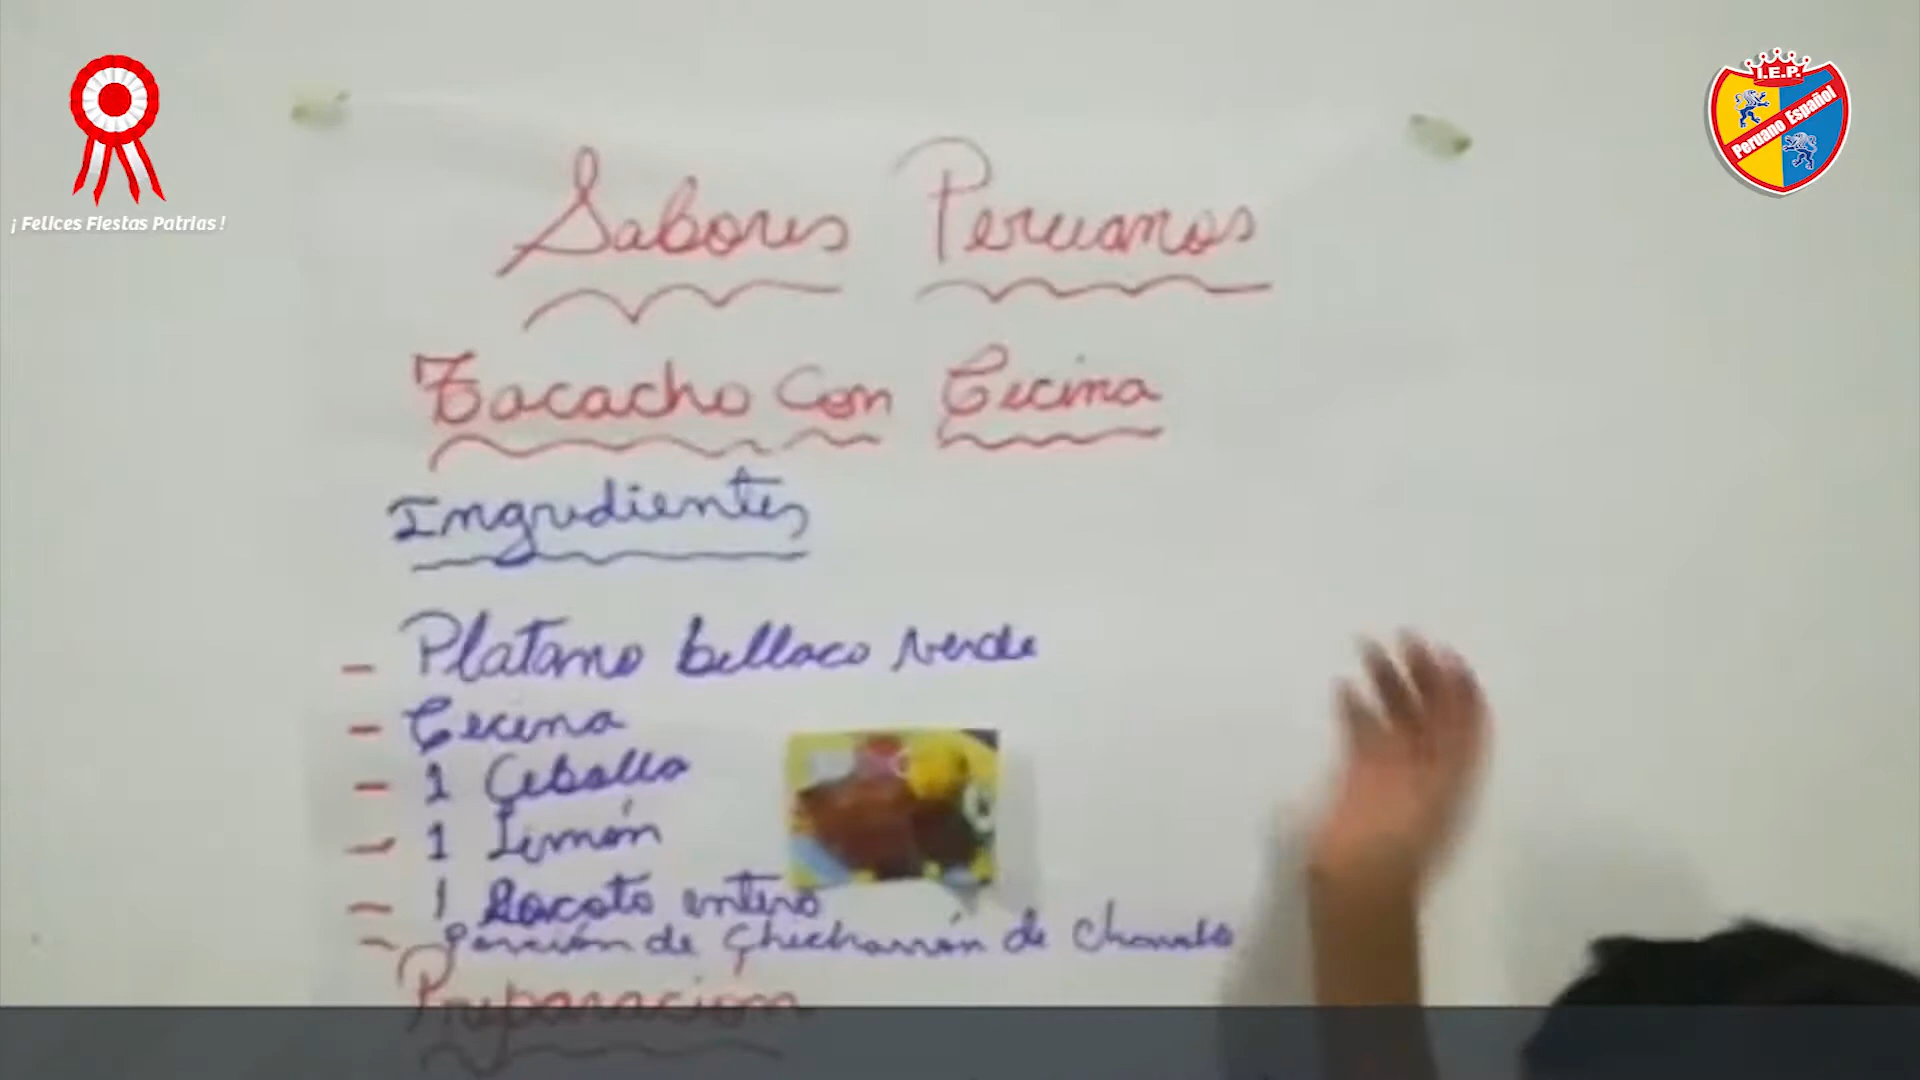 I.E.P.
Peruano Español
¡ Felices Fiestas Patrias !
Sabores Peruanos
Tacacho con Cecina
Ingredientes
- Platano bellaco verde
- Cecina
- 1 Cebolla
- 1 Limón
- 1 Rocoto entero
- Porción de chicharrón de chancho
Preparación